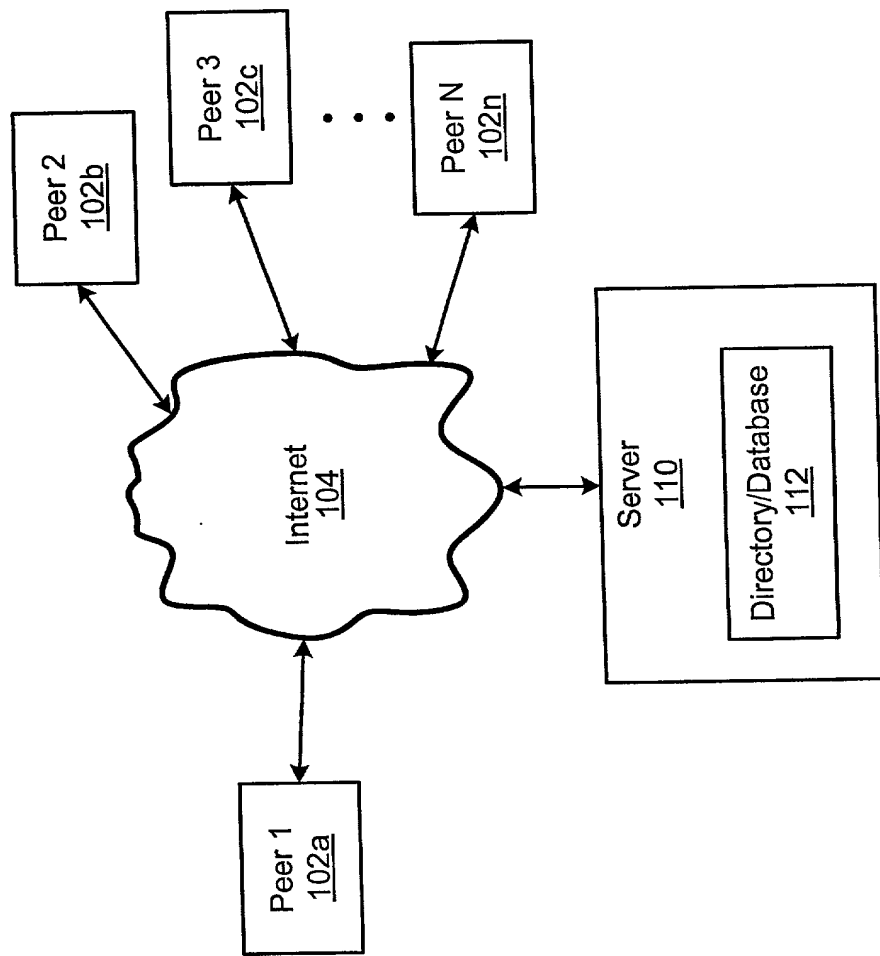 Peer 1
102a
Internet
104
Peer 2
102b
Peer 3
102c
Peer N
102n
Server
110
Directory/Database
112